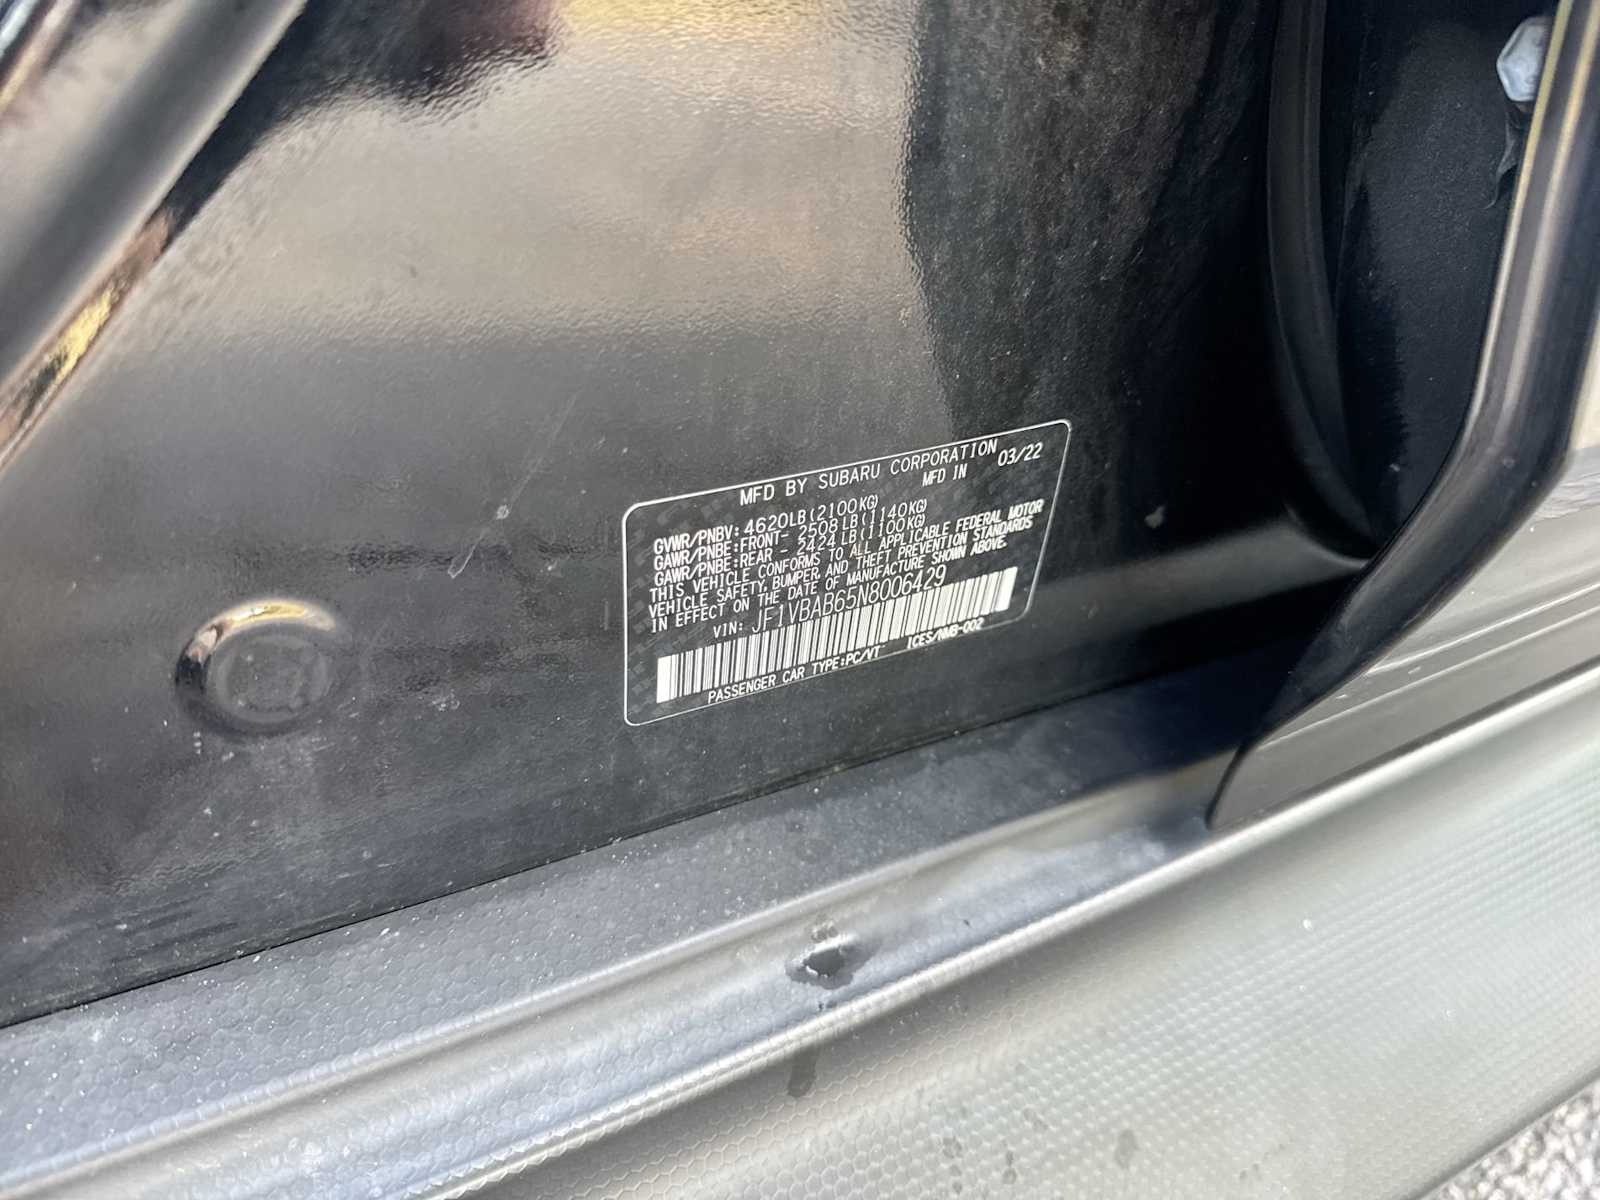 MFD BY SUBARU CORPORATION
MFD IN 03/22
GVWR/PNBV: 4620LB(2100KG)
GAWR/PNBE:FRONT- 2508LB(1140KG)
GAWR/PNBE:REAR - 2424LB(1100KG)
THIS VEHICLE CONFORMS TO ALL APPLICABLE FEDERAL MOTOR
VEHICLE SAFETY, BUMPER, AND THEFT PREVENTION STANDARDS
IN EFFECT ON THE DATE OF MANUFACTURE SHOWN ABOVE.
VIN: JF1VBAB65N8006429
PASSENGER CAR TYPE:PC/VT ICES/NMB-002